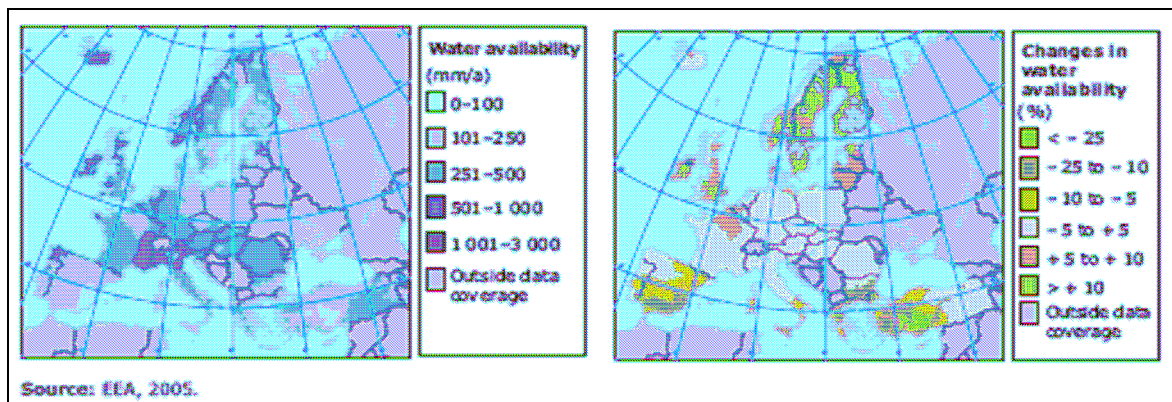 Water availability
(mm/a)
0–100
101–250
251–500
501–1 000
1 001–3 000
Outside data
coverage
Changes in
water
availability
(%)
< – 25
– 25 to – 10
– 10 to – 5
– 5 to + 5
+ 5 to + 10
> + 10
Outside data
coverage
Source: EEA, 2005.